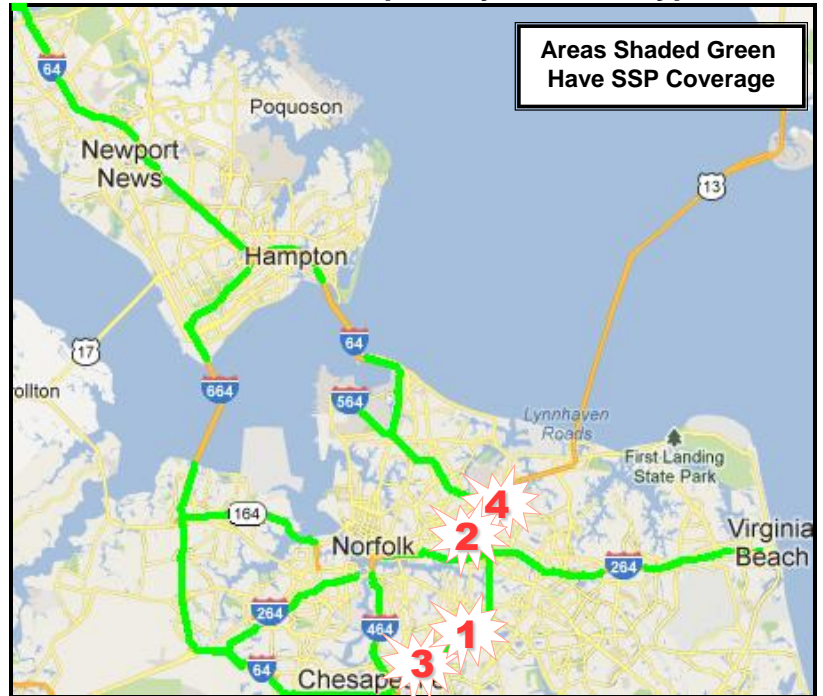 Areas Shaded Green
Have SSP Coverage
64
Poquoson
Newport
News
13
Hampton
64
17
664
ollton
564
Lynnhaven
Roads
First Landing
State Park
4
164
2
Norfolk
Virginia
Beach
264
264
464
1
3
64
Chesape